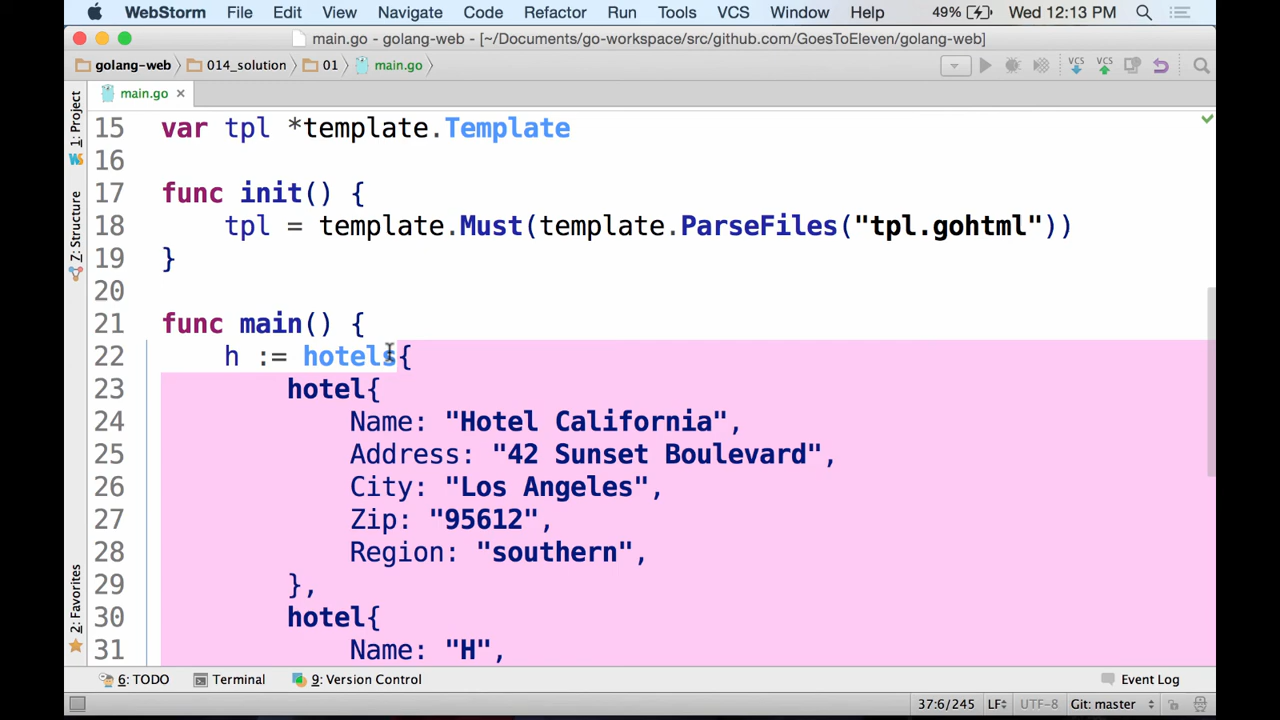 WebStorm File Edit View Navigate Code Refactor Run Tools VCS Window Help 49% Wed 12:13 PM
main.go - golang-web - [~/Documents/go-workspace/src/github.com/GoesToEleven/golang-web]
golang-web 014_solution 01 main.go VCS VCS
main.go
1: Project
7: Structure
2: Favorites
15 var tpl *template.Template
16
17 func init() {
18 tpl = template.Must(template.ParseFiles("tpl.gohtml"))
19 }
20
21 func main() {
22 h := hotels{
23 hotel{
24 Name: "Hotel California",
25 Address: "42 Sunset Boulevard",
26 City: "Los Angeles",
27 Zip: "95612",
28 Region: "southern",
29 },
30 hotel{
31 Name: "H",
6: TODO Terminal 9: Version Control Event Log
37:6/245 LF UTF-8 Git: master